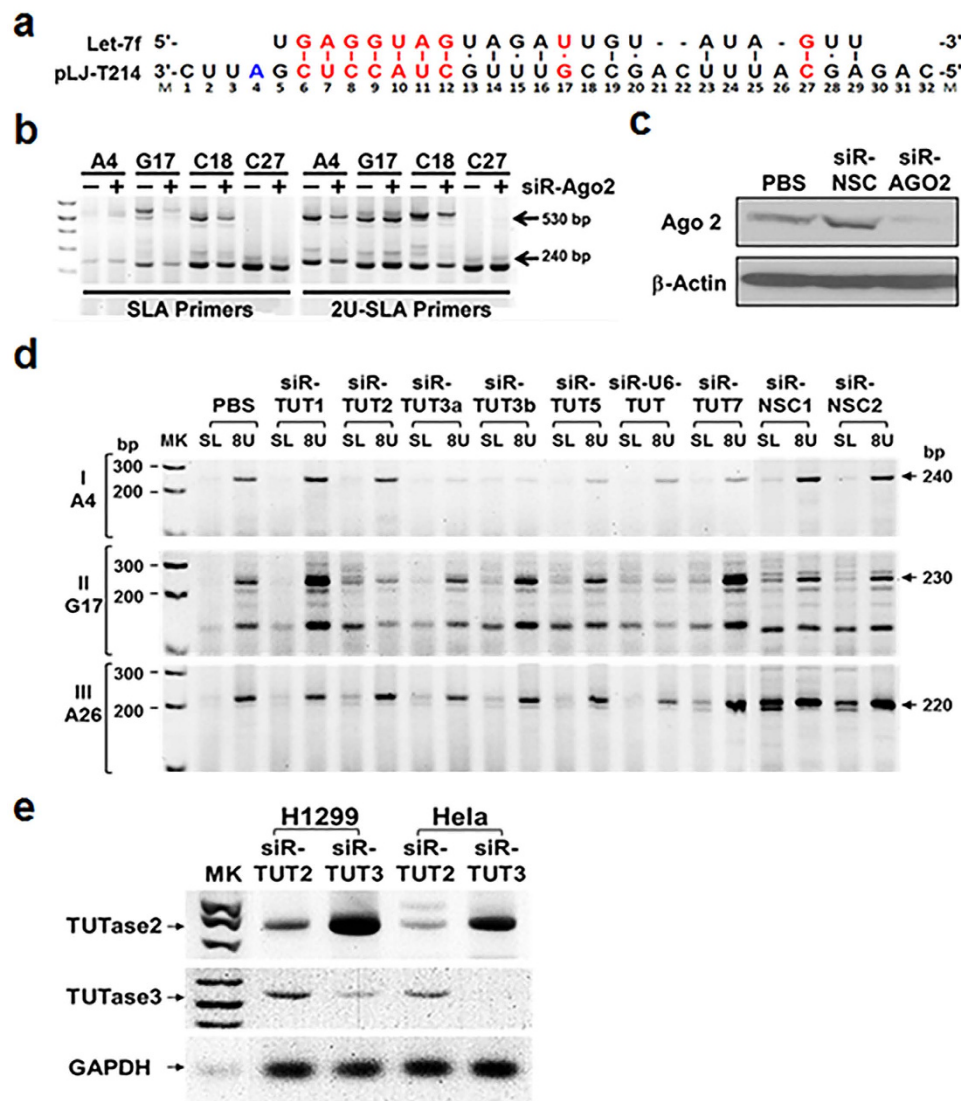 a
Let-7f 5'- U G A G G U A G U A G A U U G U - - A U A - G U U -3'
pLJ-T214 3'- C U U A G C U C C A U C G U U U G C C G A C U U U A C G A G A C -5'
M 1 2 3 4 5 6 7 8 9 10 11 12 13 14 15 16 17 18 19 20 21 22 23 24 25 26 27 28 29 30 31 32 M
b
A4 G17 C18 C27 A4 G17 C18 C27
– + – + – + – + – + – + – + – + siR-Ago2
530 bp
240 bp
SLA Primers 2U-SLA Primers
c
PBS siR-NSC siR-AGO2
Ago 2
β-Actin
d
PBS siR-TUT1 siR-TUT2 siR-TUT3a siR-TUT3b siR-TUT5 siR-U6-TUT siR-TUT7 siR-NSC1 siR-NSC2
bp MK SL 8U SL 8U SL 8U SL 8U SL 8U SL 8U SL 8U SL 8U SL 8U SL 8U bp
I A4 300 200 240
II G17 300 200 230
III A26 300 200 220
e
H1299 Hela
MK siR-TUT2 siR-TUT3 siR-TUT2 siR-TUT3
TUTase2
TUTase3
GAPDH